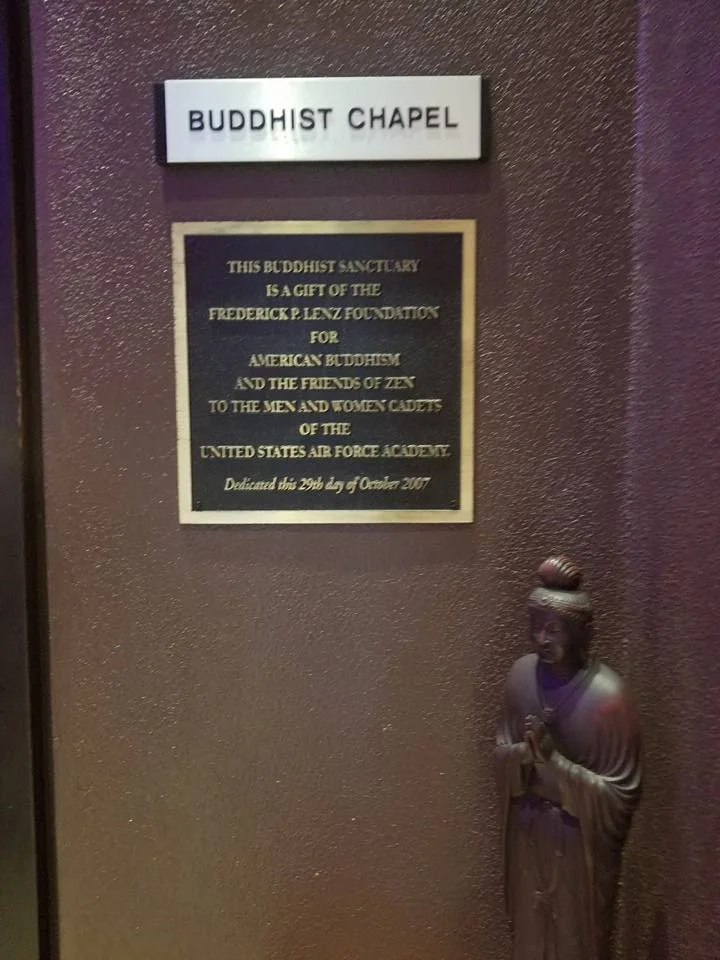 BUDDHIST CHAPEL
THIS BUDDHIST SANCTUARY
IS A GIFT OF THE
FREDERICK P. LENZ FOUNDATION
FOR
AMERICAN BUDDHISM
AND THE FRIENDS OF ZEN
TO THE MEN AND WOMEN CADETS
OF THE
UNITED STATES AIR FORCE ACADEMY.
Dedicated this 29th day of October 2007